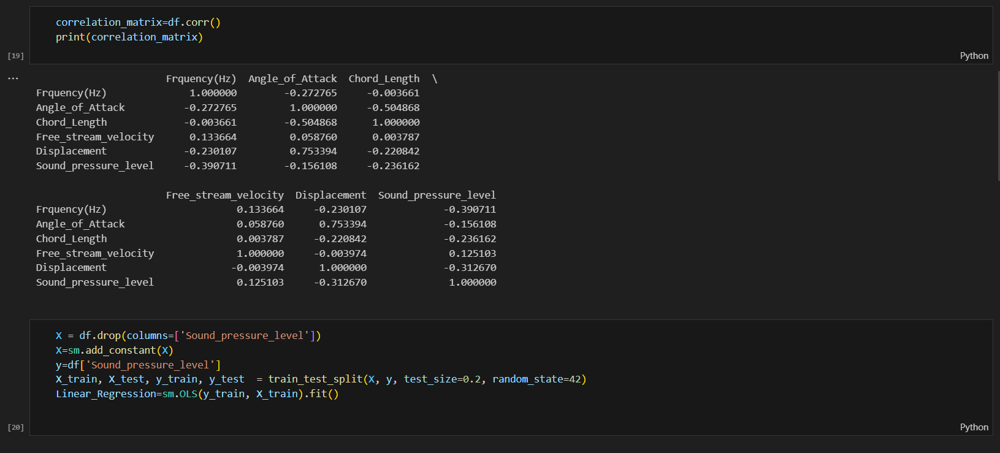 correlation_matrix=df.corr()
print(correlation_matrix)
[19]
Python
...
Frquency(Hz)  Angle_of_Attack  Chord_Length  \
Frquency(Hz)  1.000000  -0.272765  -0.003661
Angle_of_Attack  -0.272765  1.000000  -0.504868
Chord_Length  -0.003661  -0.504868  1.000000
Free_stream_velocity  0.133664  0.058760  0.003787
Displacement  -0.230107  0.753394  -0.220842
Sound_pressure_level  -0.390711  -0.156108  -0.236162
Free_stream_velocity  Displacement  Sound_pressure_level
Frquency(Hz)  0.133664  -0.230107  -0.390711
Angle_of_Attack  0.058760  0.753394  -0.156108
Chord_Length  0.003787  -0.220842  -0.236162
Free_stream_velocity  1.000000  -0.003974  0.125103
Displacement  -0.003974  1.000000  -0.312670
Sound_pressure_level  0.125103  -0.312670  1.000000
X = df.drop(columns=['Sound_pressure_level'])
X=sm.add_constant(X)
y=df['Sound_pressure_level']
X_train, X_test, y_train, y_test  = train_test_split(X, y, test_size=0.2, random_state=42)
Linear_Regression=sm.OLS(y_train, X_train).fit()
[20]
Python